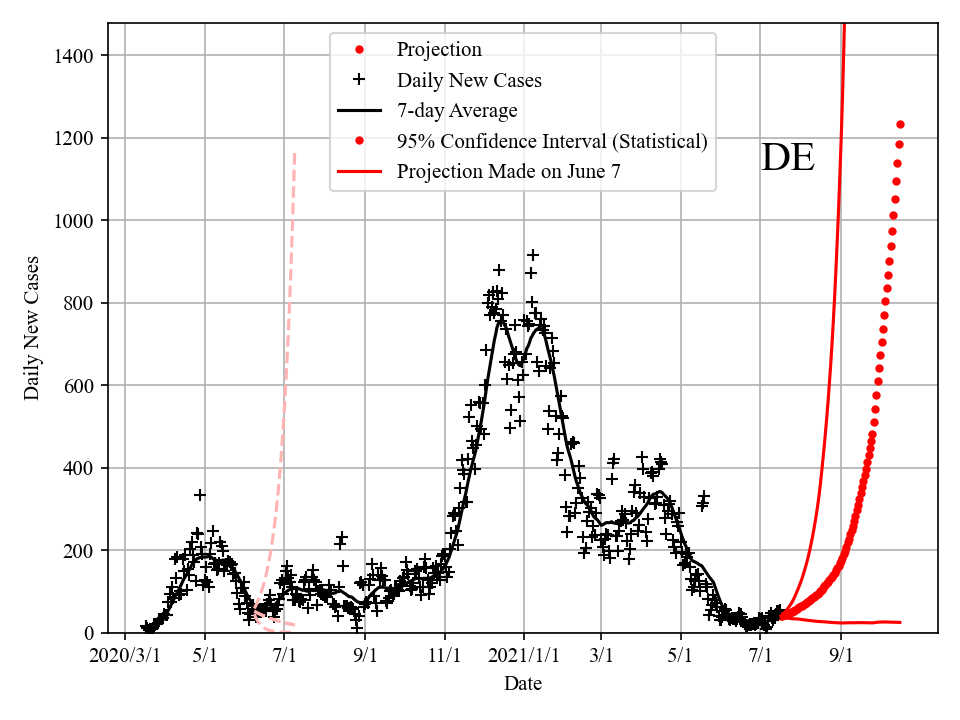 1400
1200
1000
800
600
400
200
0
Daily New Cases
Projection
Daily New Cases
7-day Average
95% Confidence Interval (Statistical)
Projection Made on June 7
DE
2020/3/1 5/1 7/1 9/1 11/1 2021/1/1 3/1 5/1 7/1 9/1
Date